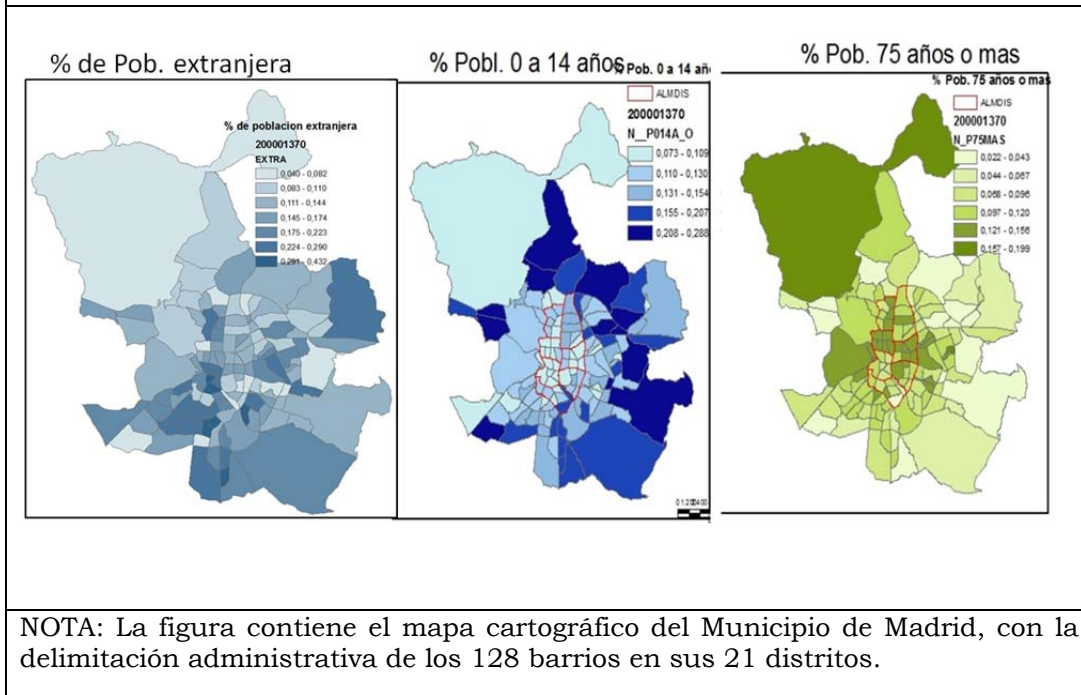 % de Pob. extranjera
% de poblacion extranjera
200001370
EXTRA
0,040 - 0,082
0,083 - 0,110
0,111 - 0,144
0,145 - 0,174
0,175 - 0,223
0,224 - 0,290
0,291 - 0,432
% Pobl. 0 a 14 años
% Pob. 0 a 14 añ
ALMDIS
200001370
N__P014A_O
0,073 - 0,109
0,110 - 0,130
0,131 - 0,154
0,155 - 0,207
0,208 - 0,288
% Pob. 75 años o mas
% Pob. 75 años o mas
ALMDIS
200001370
N_P75MAS
0,022 - 0,043
0,044 - 0,067
0,068 - 0,096
0,097 - 0,120
0,121 - 0,156
0,157 - 0,199
NOTA: La figura contiene el mapa cartográfico del Municipio de Madrid, con la
delimitación administrativa de los 128 barrios en sus 21 distritos.